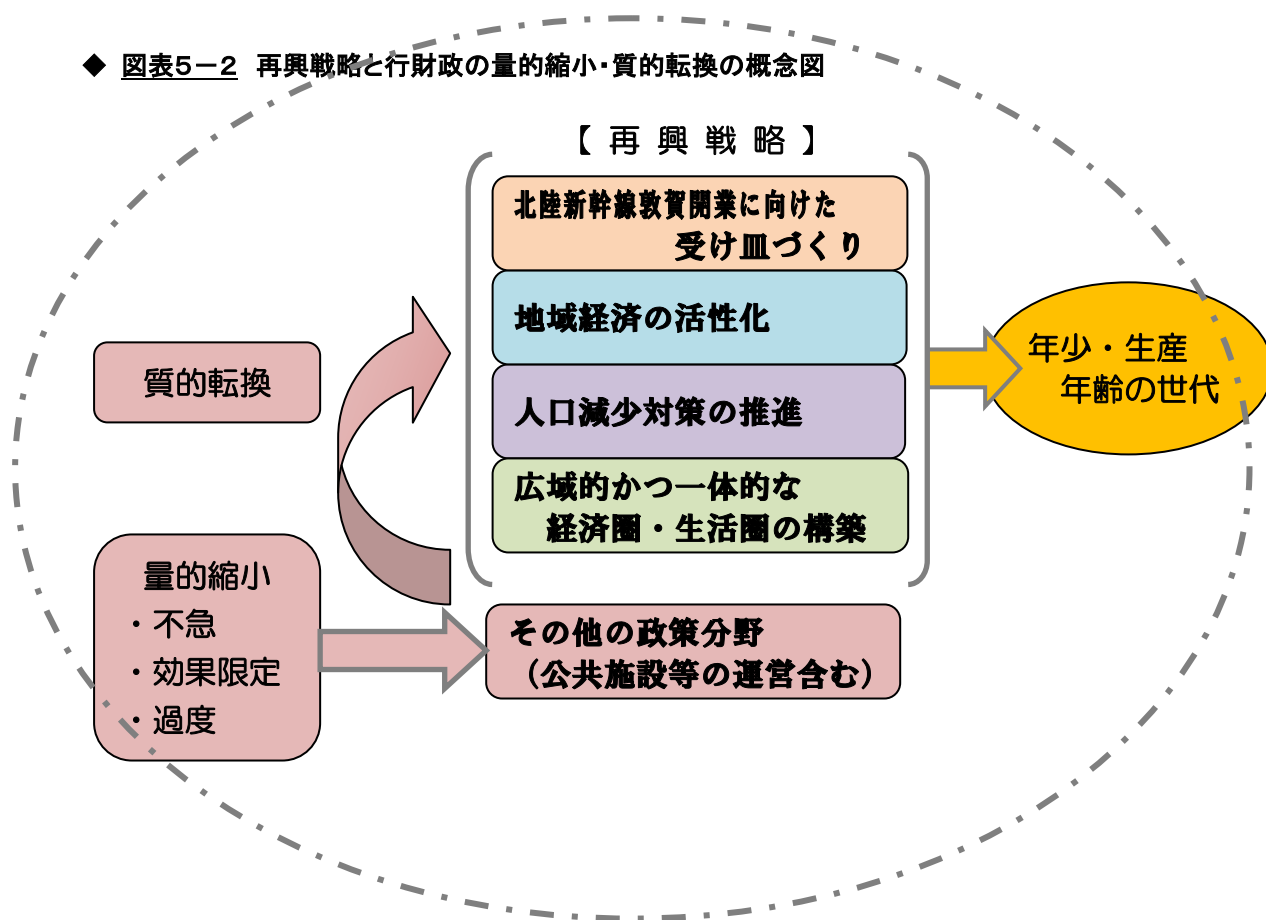 ◆ 図表5－2 再興戦略と行財政の量的縮小・質的転換の概念図
【 再 興 戦 略 】
北陸新幹線敦賀開業に向けた
受け皿づくり
地域経済の活性化
人口減少対策の推進
広域的かつ一体的な
経済圏・生活圏の構築
年少・生産
年齢の世代
質的転換
量的縮小
・不急
・効果限定
・過度
その他の政策分野
（公共施設等の運営含む）